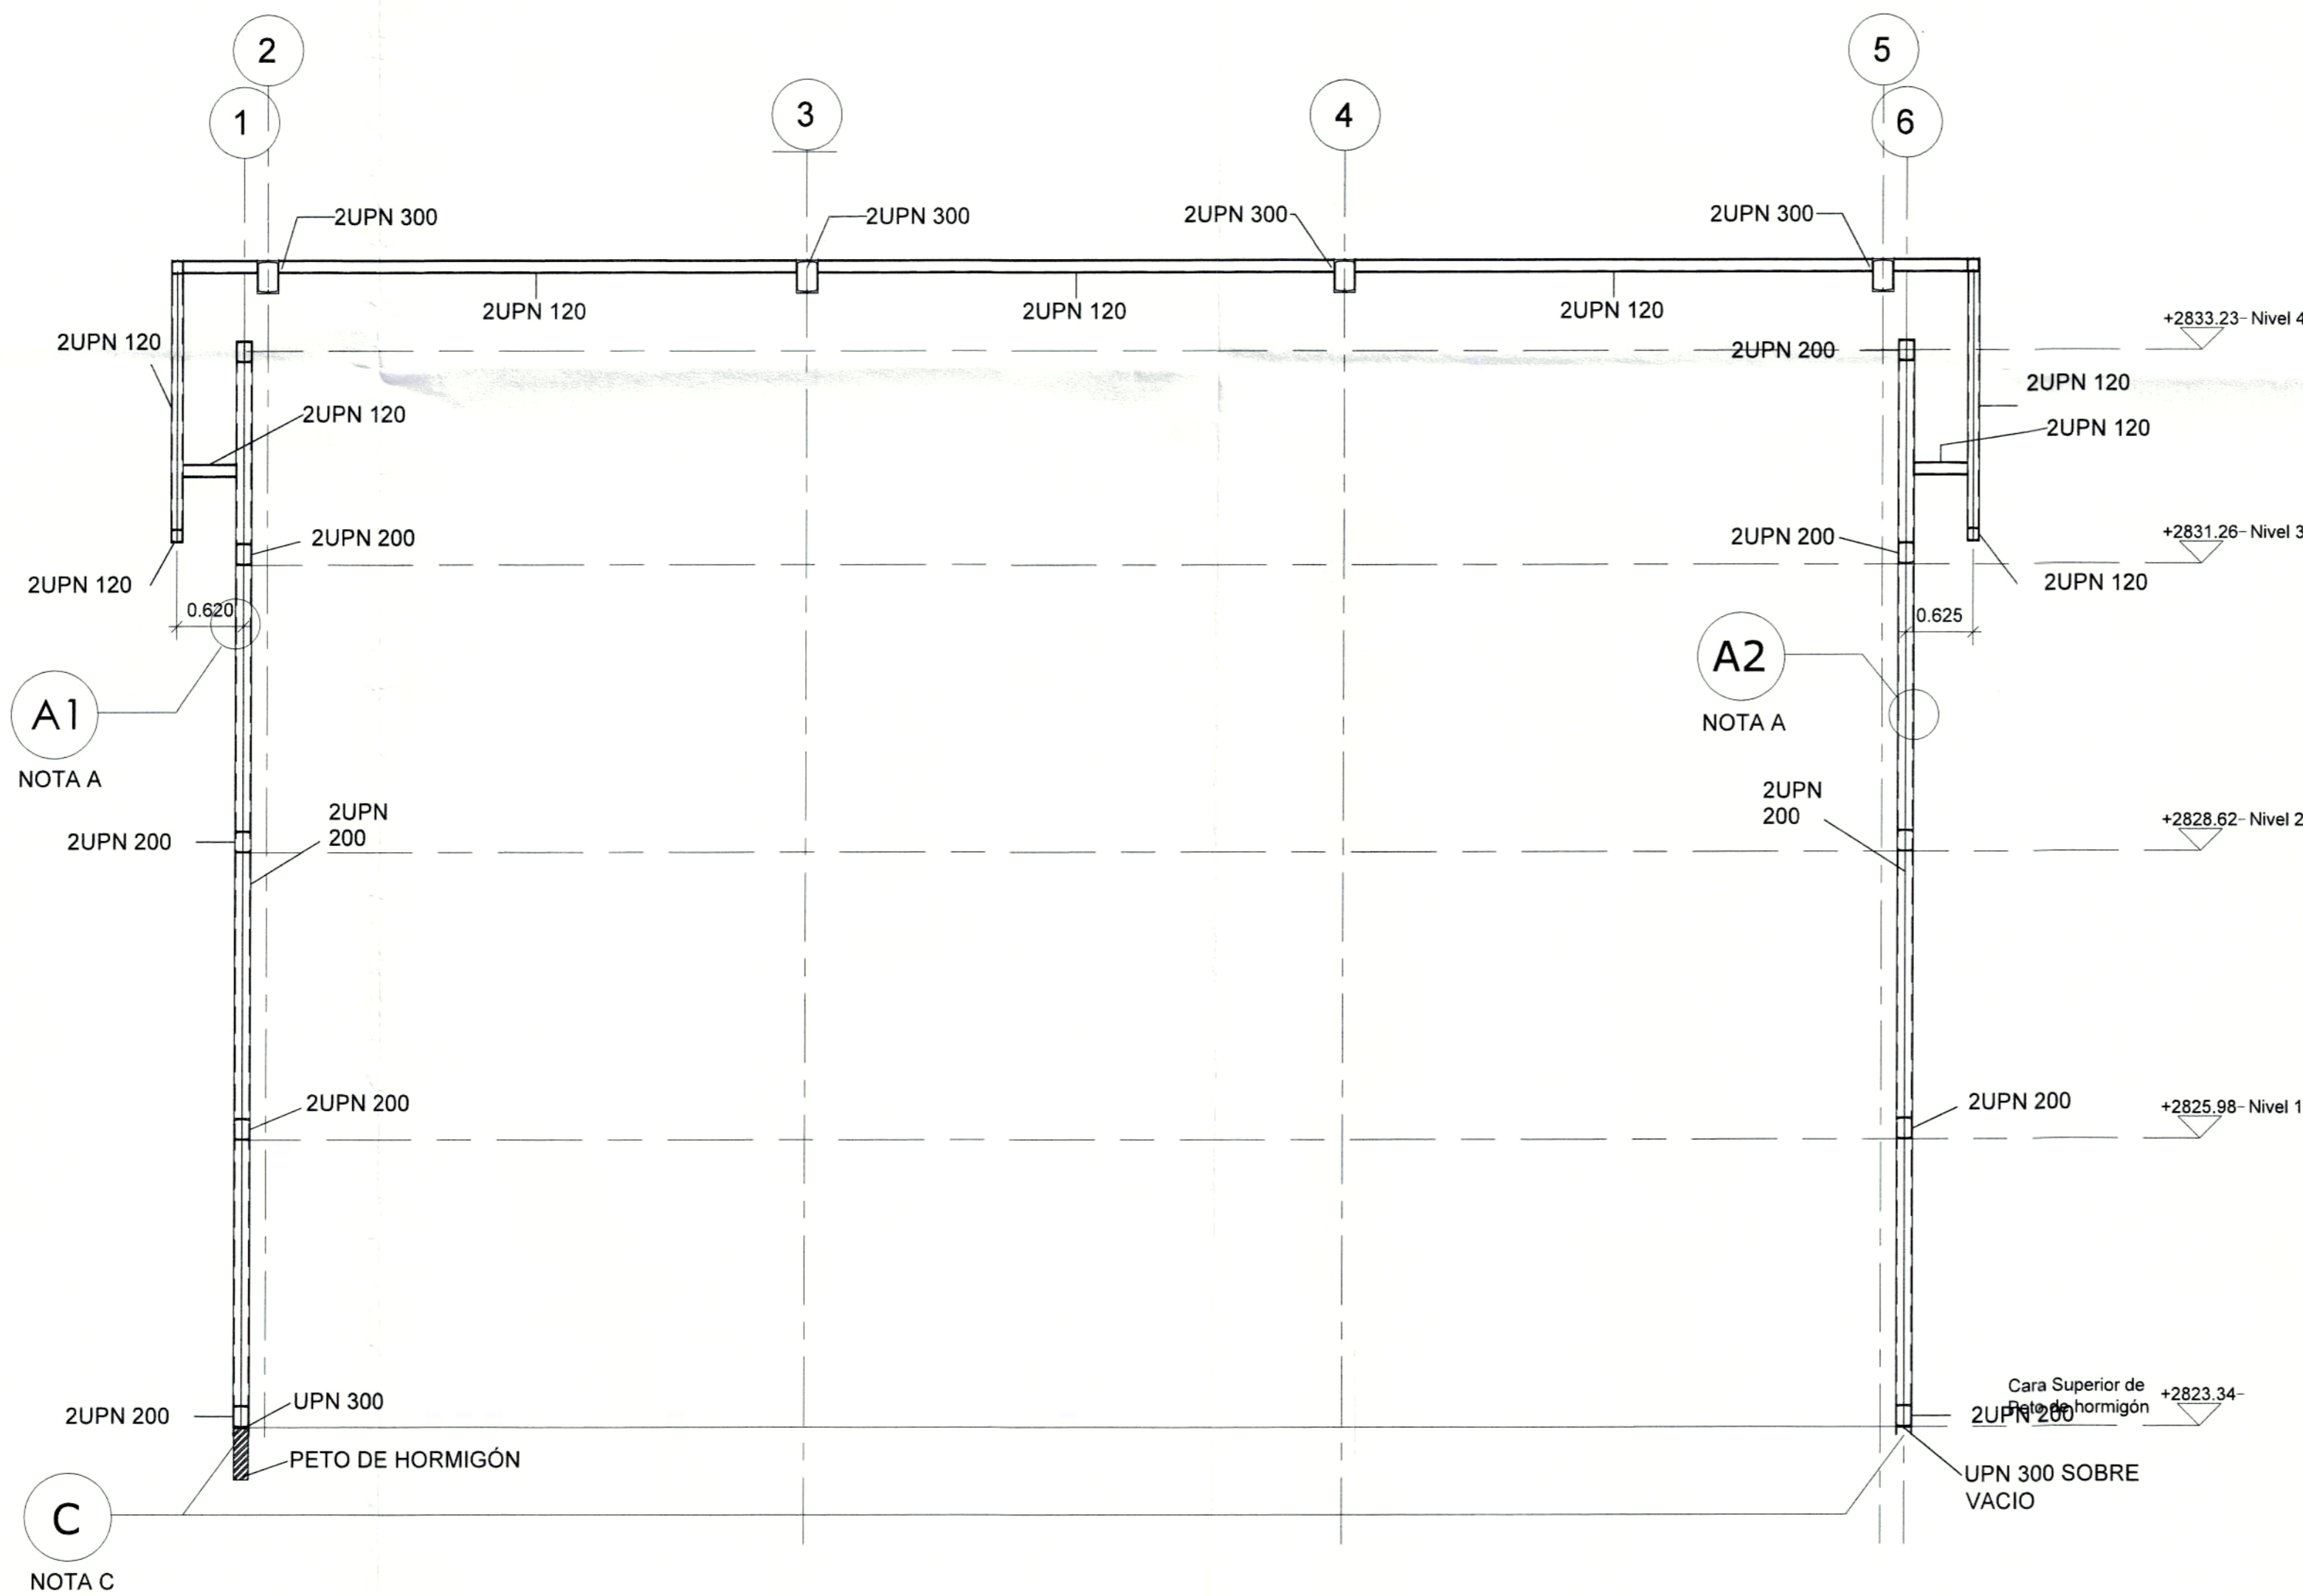 2
5
1
3
4
6
2UPN 300
2UPN 300
2UPN 300
2UPN 300
2UPN 120
2UPN 120
2UPN 120
+2833.23- Nivel 4
2UPN 120
2UPN 200
2UPN 120
2UPN 120
2UPN 120
2UPN 200
2UPN 200
+2831.26- Nivel 3
2UPN 120
2UPN 120
0.620
0.625
A1
NOTA A
A2
NOTA A
2UPN
200
2UPN
200
2UPN 200
+2828.62- Nivel 2
2UPN 200
2UPN 200
+2825.98- Nivel 1
Cara Superior de
Peto de hormigón
+2823.34-
2UPN 200
UPN 300
2UPN 200
PETO DE HORMIGÓN
UPN 300 SOBRE
VACIO
C
NOTA C